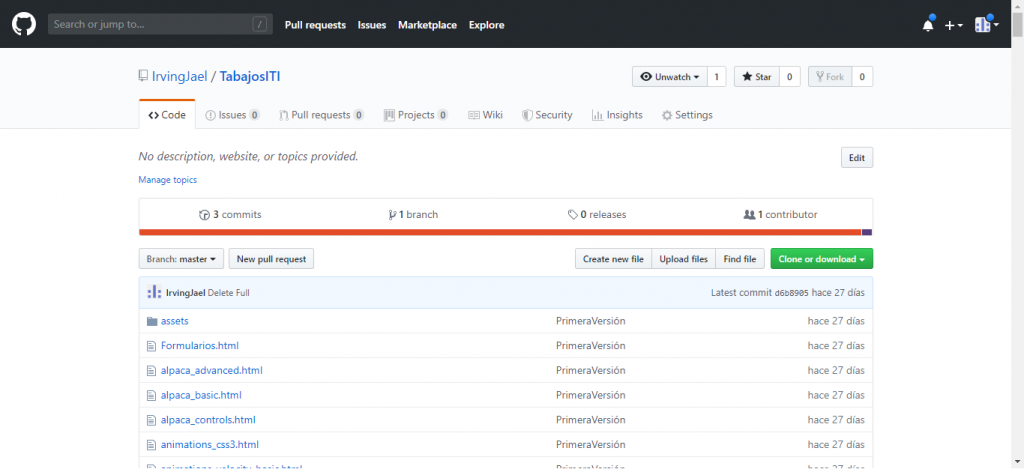 Search or jump to... / Pull requests Issues Marketplace Explore
IrvingJael / TabajosITI Unwatch 1 Star 0 Fork 0
Code Issues 0 Pull requests 0 Projects 0 Wiki Security Insights Settings
No description, website, or topics provided. Edit
Manage topics
3 commits 1 branch 0 releases 1 contributor
Branch: master New pull request Create new file Upload files Find file Clone or download
IrvingJael Delete Full Latest commit d6b8905 hace 27 días
assets PrimeraVersión hace 27 días
Formularios.html PrimeraVersión hace 27 días
alpaca_advanced.html PrimeraVersión hace 27 días
alpaca_basic.html PrimeraVersión hace 27 días
alpaca_controls.html PrimeraVersión hace 27 días
animations_css3.html PrimeraVersión hace 27 días
animations_velocity_basic.html PrimeraVersión hace 27 días